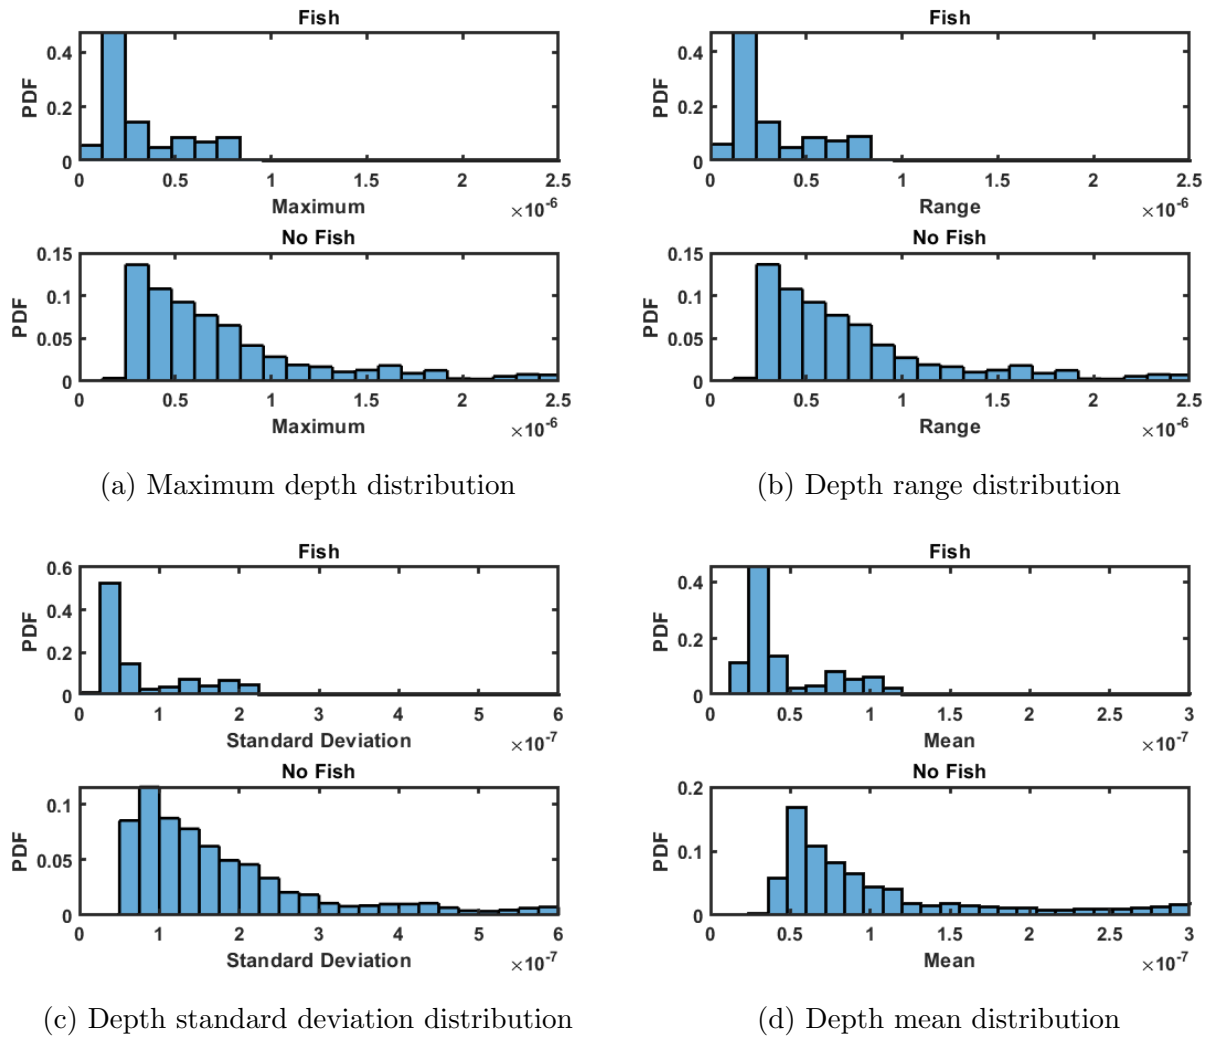 Fish
PDF
0.4
0.2
0
0 0.5 1 1.5 2 2.5
Maximum
×10-6
No Fish
PDF
0.15
0.1
0.05
0
0 0.5 1 1.5 2 2.5
Maximum
×10-6
(a) Maximum depth distribution
Fish
PDF
0.4
0.2
0
0 0.5 1 1.5 2 2.5
Range
×10-6
No Fish
PDF
0.15
0.1
0.05
0
0 0.5 1 1.5 2 2.5
Range
×10-6
(b) Depth range distribution
Fish
PDF
0.6
0.4
0.2
0
0 1 2 3 4 5 6
Standard Deviation
×10-7
No Fish
PDF
0.1
0.05
0
0 1 2 3 4 5 6
Standard Deviation
×10-7
(c) Depth standard deviation distribution
Fish
PDF
0.4
0.2
0
0 0.5 1 1.5 2 2.5 3
Mean
×10-7
No Fish
PDF
0.2
0.1
0
0 0.5 1 1.5 2 2.5 3
Mean
×10-7
(d) Depth mean distribution